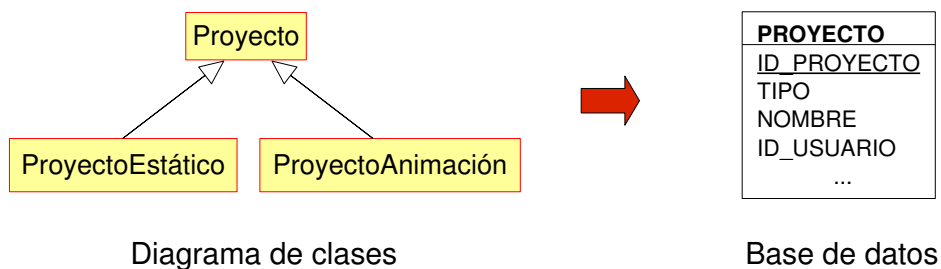 Proyecto
ProyectoEstático
ProyectoAnimación
Diagrama de clases
PROYECTO
ID_PROYECTO
TIPO
NOMBRE
ID_USUARIO
...
Base de datos